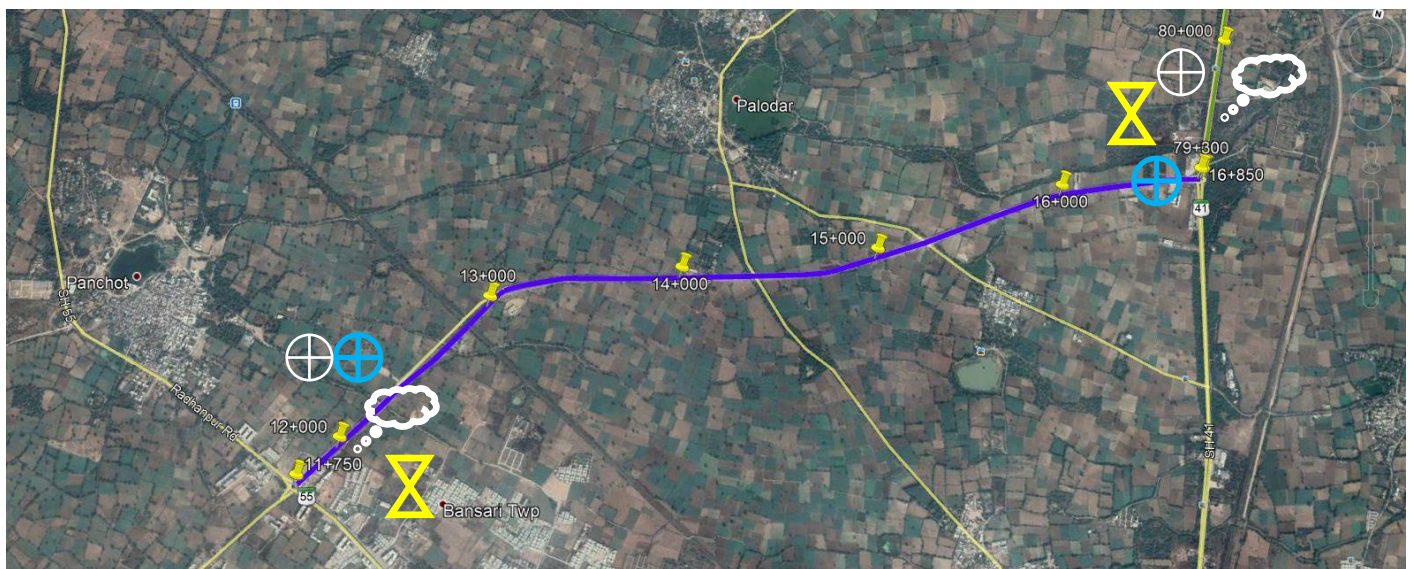 N
80+000
Palodar
79+300
16+850
16+000
41
15+000
Panchot
13+000
14+000
SH 55
Radhanpur Rd
12+000
11+750
55
Bansari Twp
SH 41